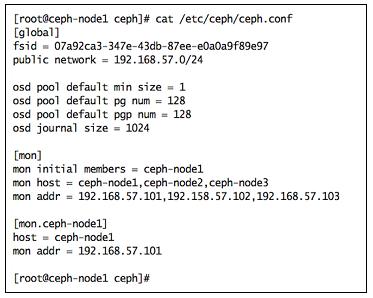 [root@ceph-node1 ceph]# cat /etc/ceph/ceph.conf
[global]
fsid = 07a92ca3-347e-43db-87ee-e0a0a9f89e97
public network = 192.168.57.0/24
osd pool default min size = 1
osd pool default pg num = 128
osd pool default pgp num = 128
osd journal size = 1024
[mon]
mon initial members = ceph-node1
mon host = ceph-node1,ceph-node2,ceph-node3
mon addr = 192.168.57.101,192.158.57.102,192.168.57.103
[mon.ceph-node1]
host = ceph-node1
mon addr = 192.168.57.101
[root@ceph-node1 ceph]#